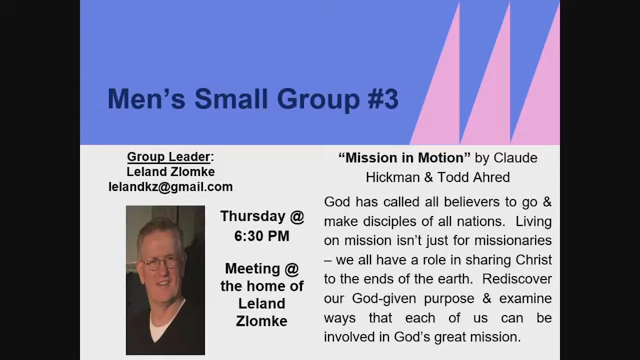 Men's Small Group #3
Group Leader:
Leland Zlomke
lelandkz@gmail.com
Thursday @
6:30 PM
Meeting @
the home of
Leland
Zlomke
“Mission in Motion” by Claude
Hickman & Todd Ahred
God has called all believers to go &
make disciples of all nations. Living
on mission isn't just for missionaries
– we all have a role in sharing Christ
to the ends of the earth. Rediscover
our God-given purpose & examine
ways that each of us can be
involved in God's great mission.